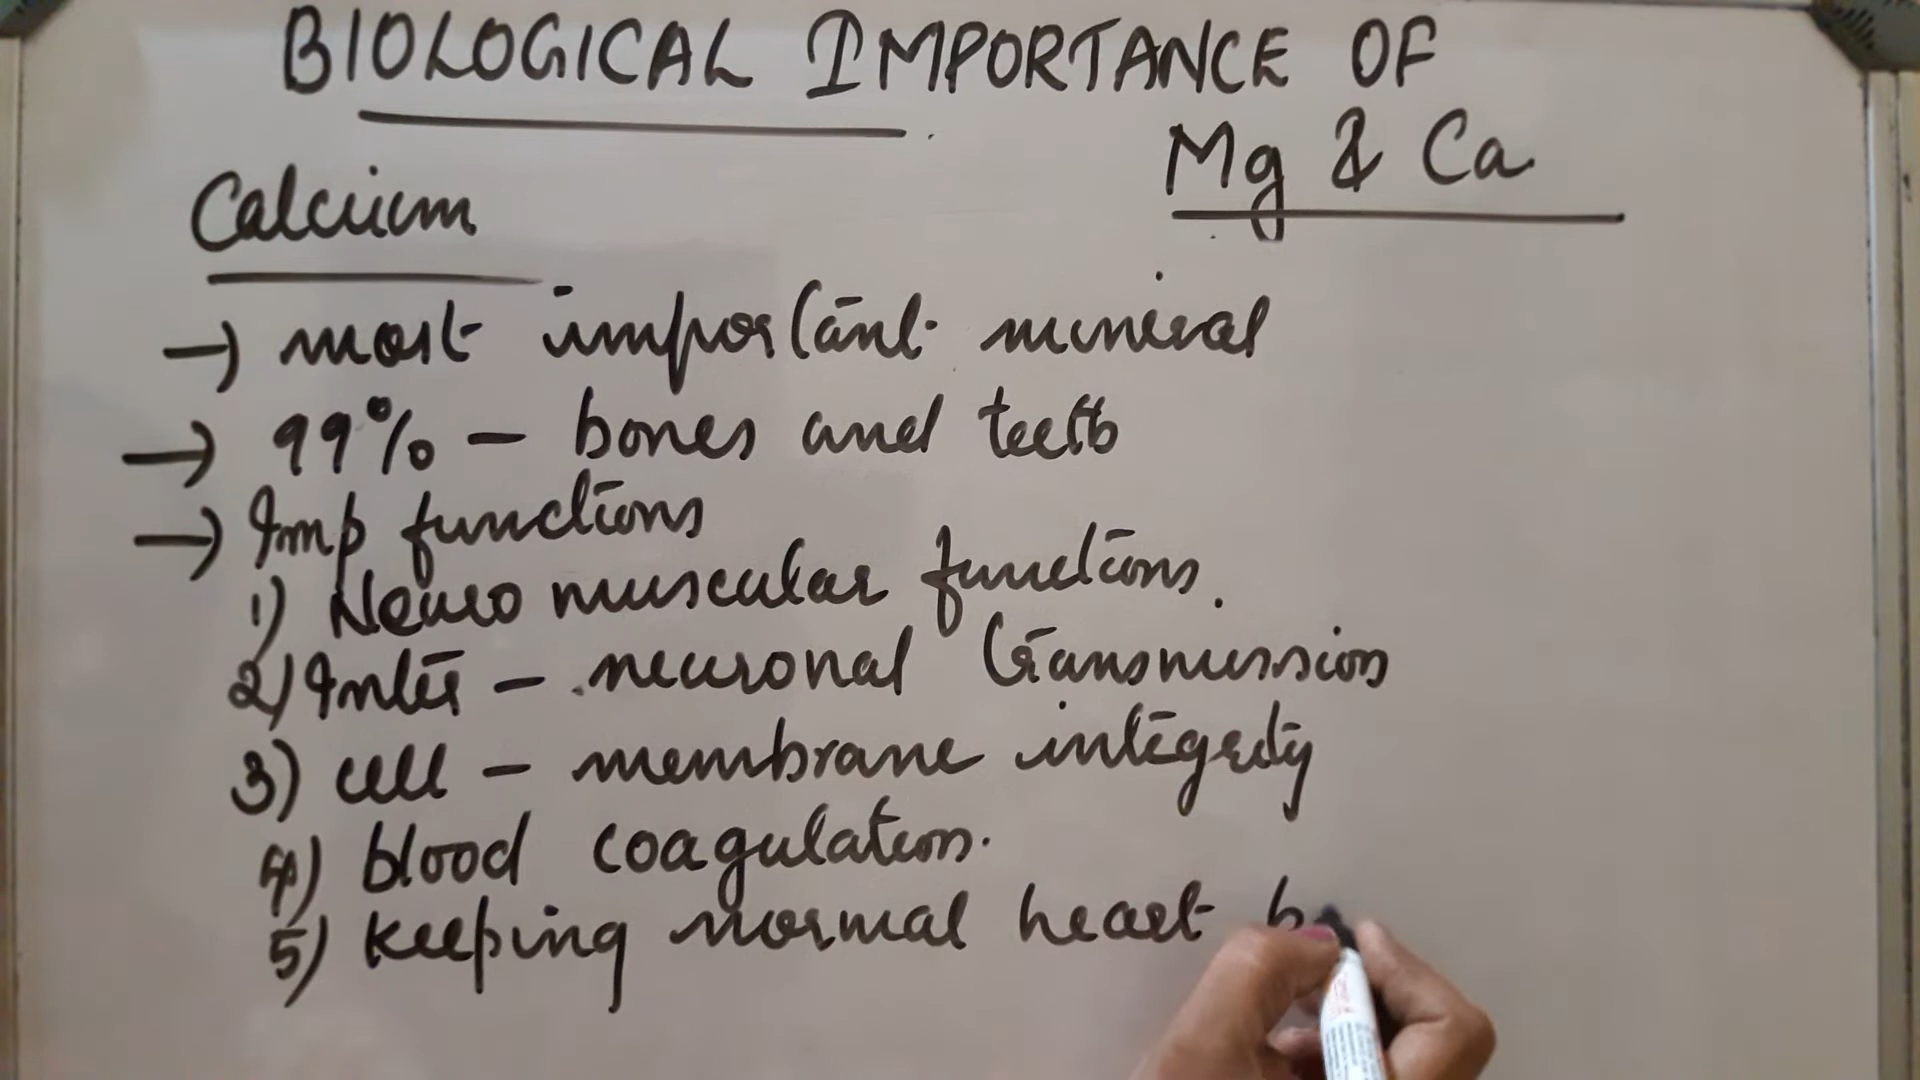 BIOLOGICAL IMPORTANCE OF
Mg & Ca
Calcium
→ most important mineral
→ 99% - bones and teeth
→ Imp functions
1) Neuro muscular functions.
2) Inter - neuronal transmission
3) cell - membrane integrity
4) blood coagulation.
5) keeping normal heart